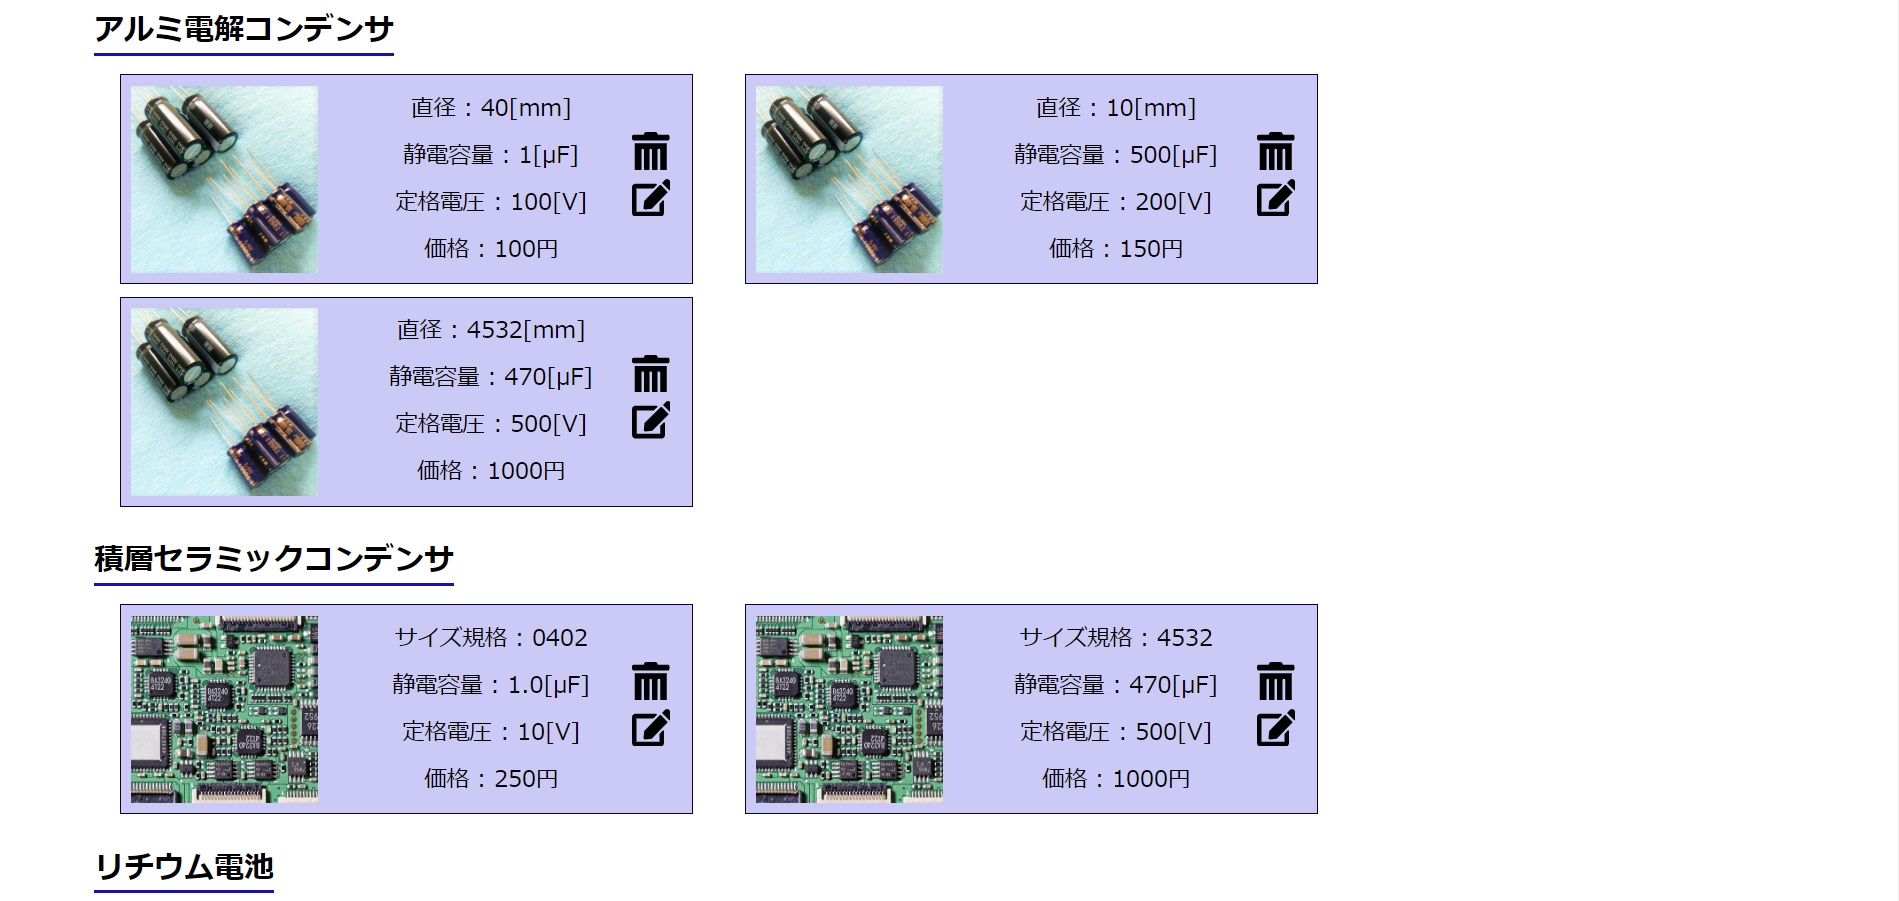 アルミ電解コンデンサ
直径：40[mm]
静電容量：1[μF]
定格電圧：100[V]
価格：100円
直径：10[mm]
静電容量：500[μF]
定格電圧：200[V]
価格：150円
直径：4532[mm]
静電容量：470[μF]
定格電圧：500[V]
価格：1000円
積層セラミックコンデンサ
サイズ規格：0402
静電容量：1.0[μF]
定格電圧：10[V]
価格：250円
サイズ規格：4532
静電容量：470[μF]
定格電圧：500[V]
価格：1000円
リチウム電池